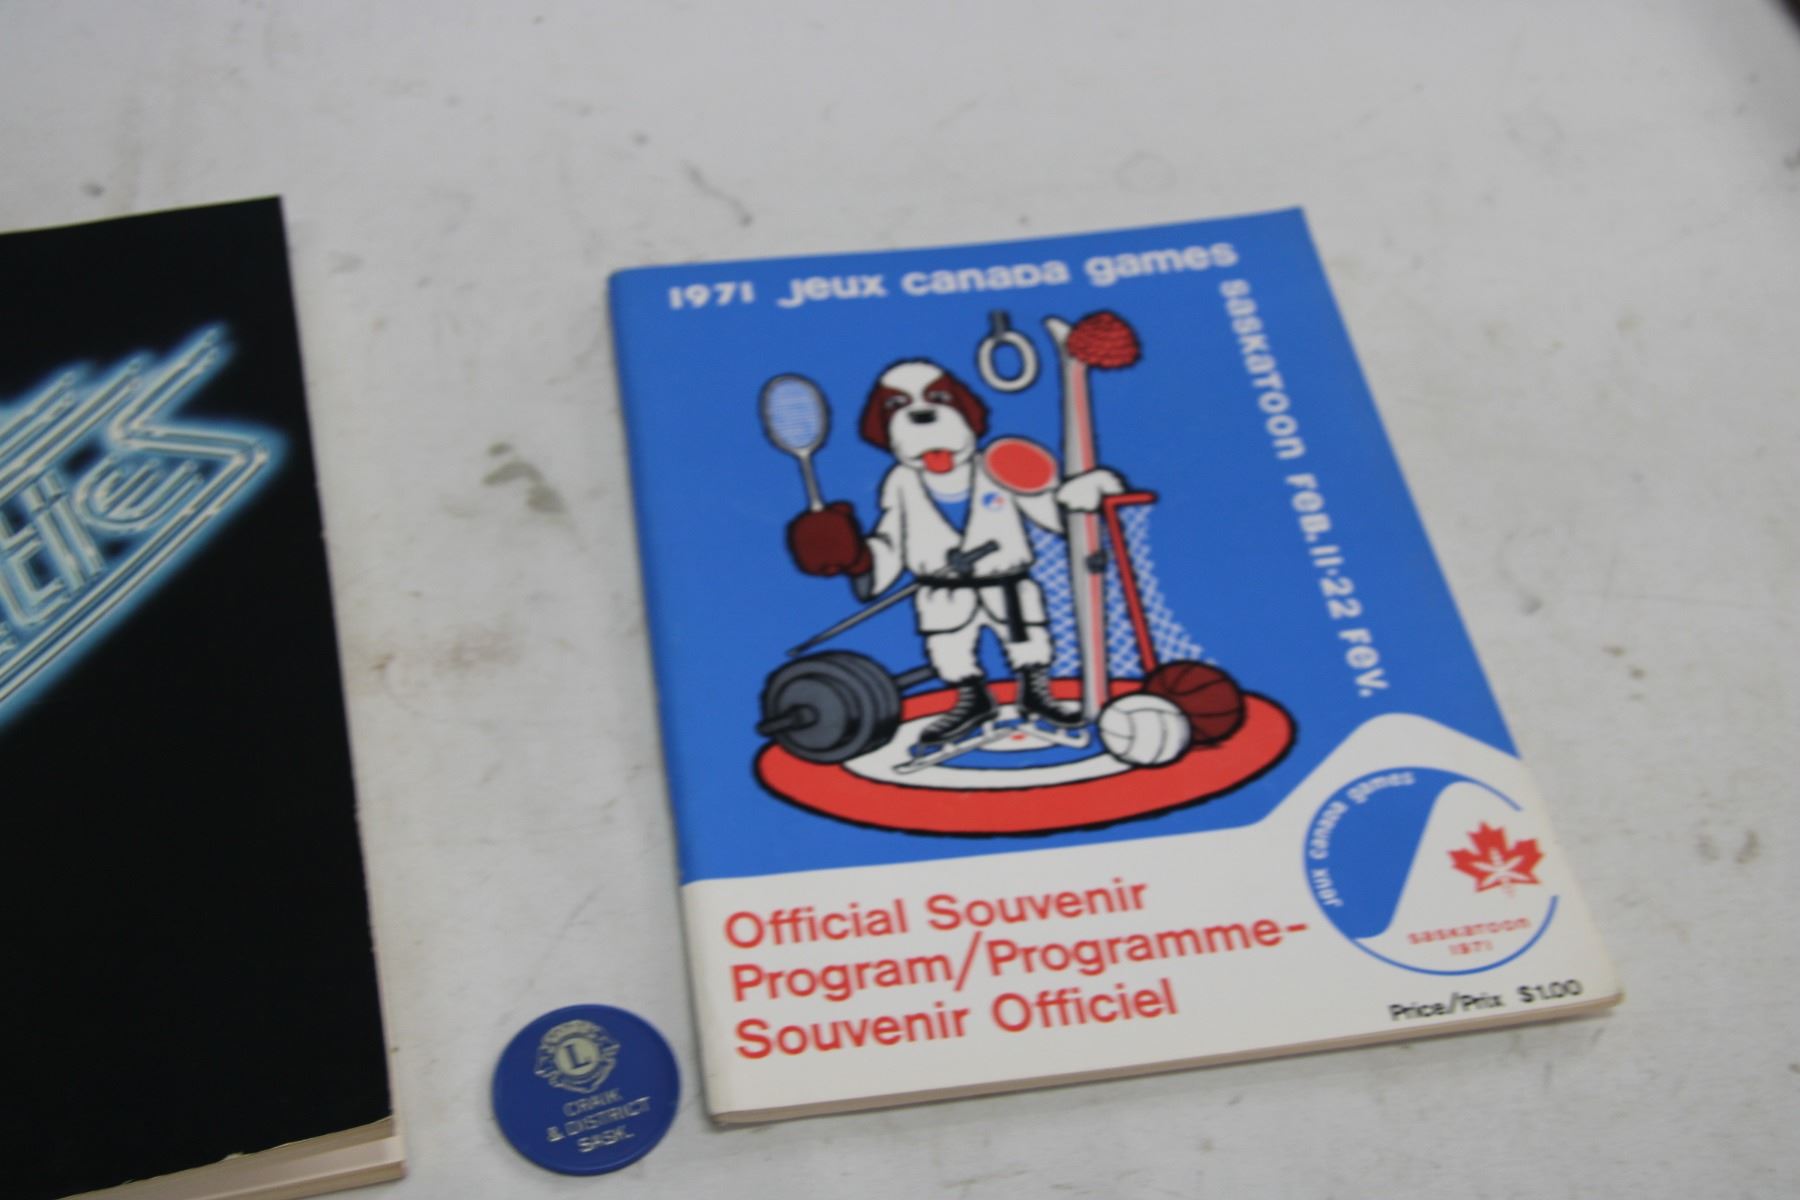 1971 Jeux canada games
saskatoon Feb. 11-22 Fev.
Official Souvenir
Program/Programme-
Souvenir Officiel
Jeux canada games
saskatoon
1971
Price/Prix $1.00
L
CRAIK
& DISTRICT
SASK.